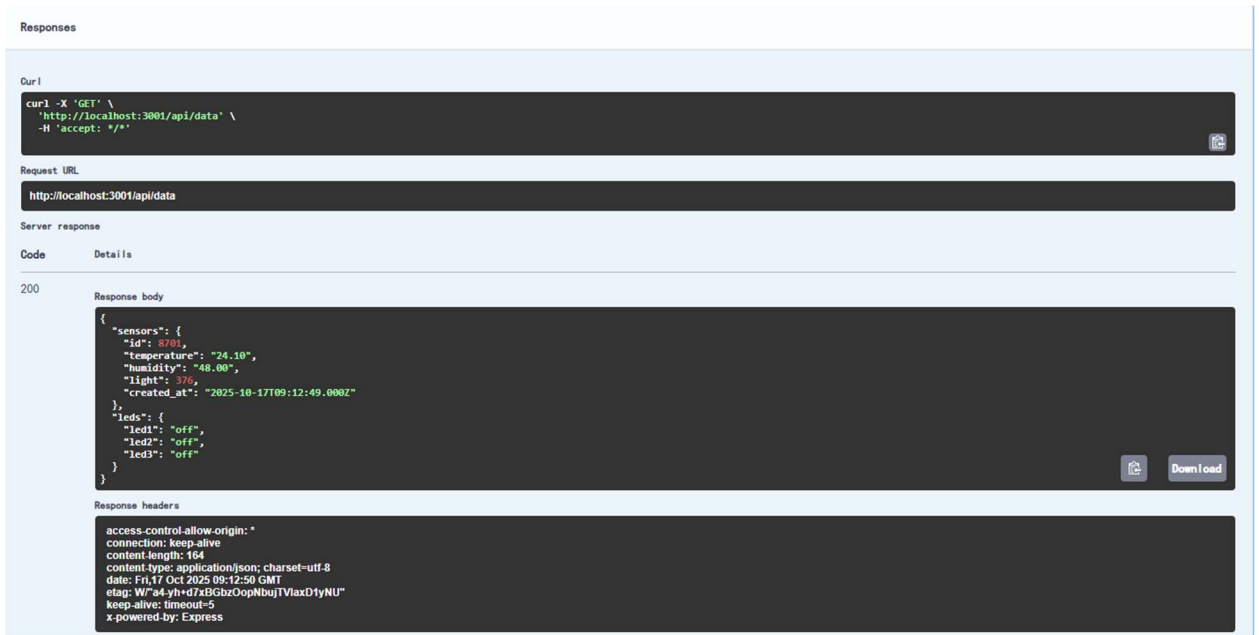 Responses
Curl
curl -X 'GET' \
  'http://localhost:3001/api/data' \
  -H 'accept: */*'
Request URL
http://localhost:3001/api/data
Server response
Code Details
200
Response body
{
  "sensors": {
    "id": 8701,
    "temperature": "24.10",
    "humidity": "48.00",
    "light": 376,
    "created_at": "2025-10-17T09:12:49.000Z"
  },
  "leds": {
    "led1": "off",
    "led2": "off",
    "led3": "off"
  }
}
Download
Response headers
access-control-allow-origin: *
connection: keep-alive
content-length: 164
content-type: application/json; charset=utf-8
date: Fri,17 Oct 2025 09:12:50 GMT
etag: W/"a4-yh+d7xBGbzOopNbujTVlaxD1yNU"
keep-alive: timeout=5
x-powered-by: Express